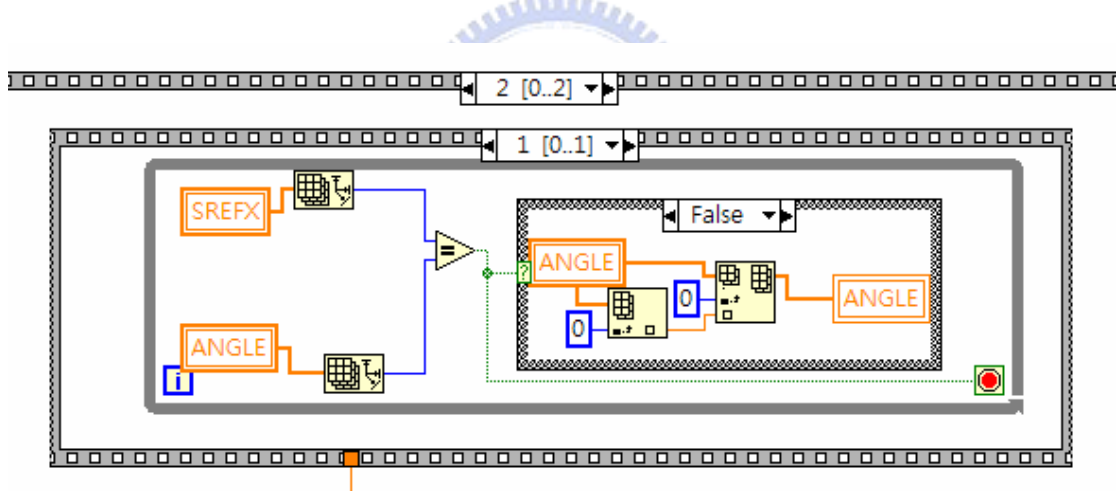 2 [0..2]
1 [0..1]
SREFX
False
=
?
ANGLE
0
0
ANGLE
ANGLE
i